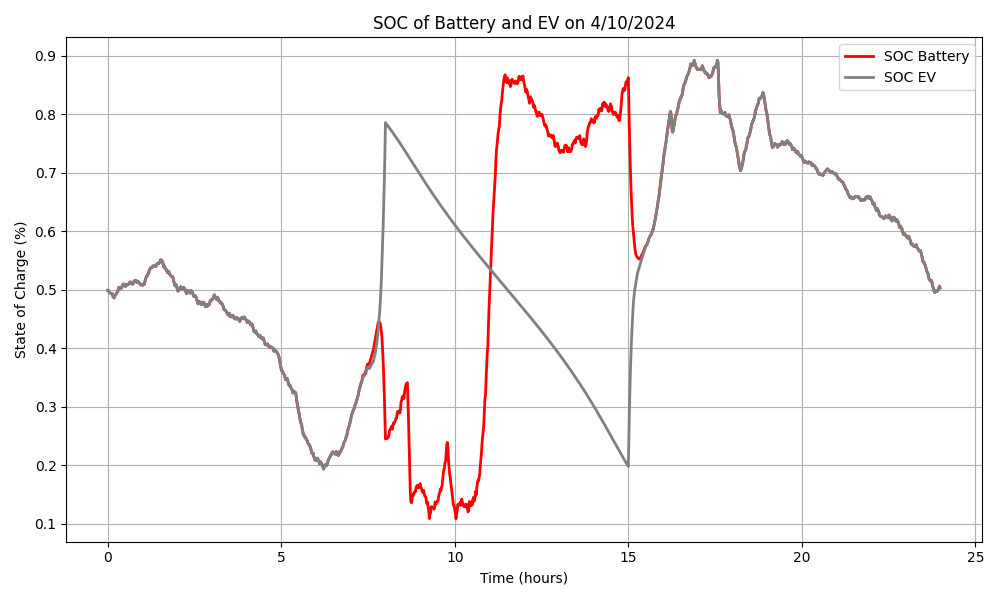 SOC of Battery and EV on 4/10/2024
SOC Battery
SOC EV
State of Charge (%)
0.9
0.8
0.7
0.6
0.5
0.4
0.3
0.2
0.1
0 5 10 15 20 25
Time (hours)